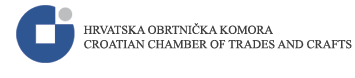 HRVATSKA OBRTNIČKA KOMORA
CROATIAN CHAMBER OF TRADES AND CRAFTS